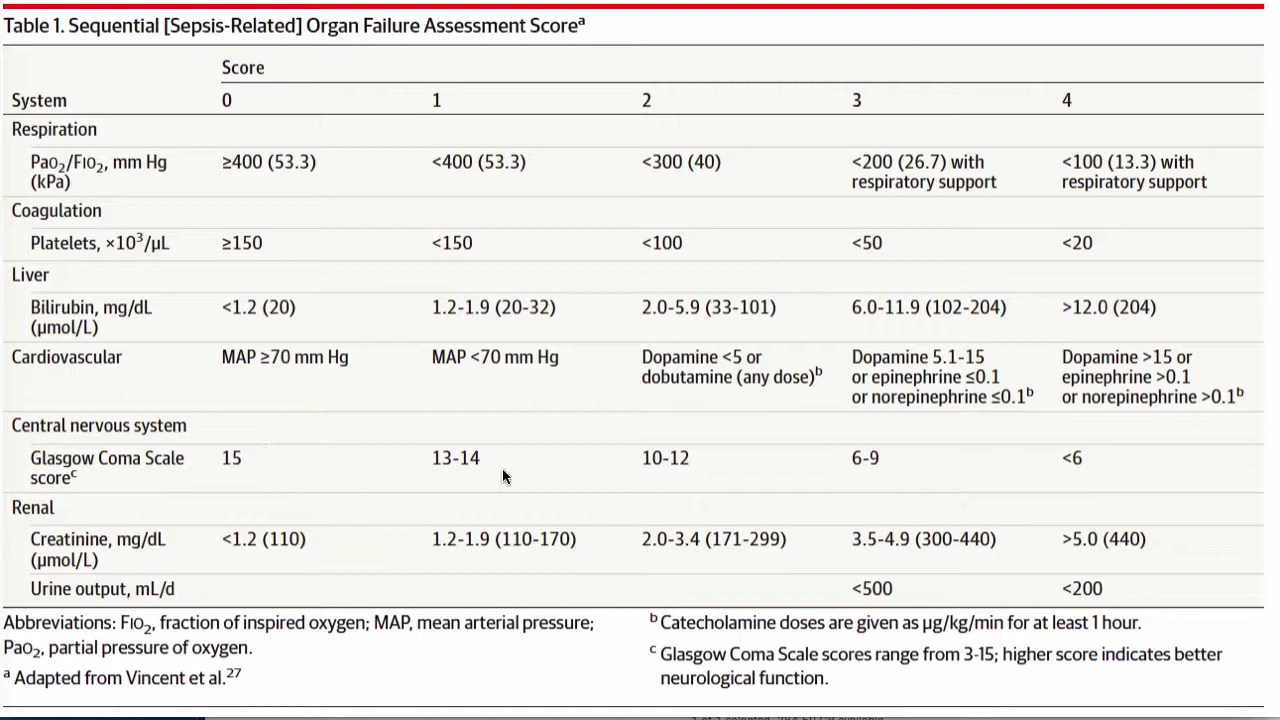 Table 1. Sequential [Sepsis-Related] Organ Failure Assessment Scoreᵃ
Score
System 0 1 2 3 4
Respiration
PaO₂/FIO₂, mm Hg (kPa) ≥400 (53.3) <400 (53.3) <300 (40) <200 (26.7) with respiratory support <100 (13.3) with respiratory support
Coagulation
Platelets, ×10³/μL ≥150 <150 <100 <50 <20
Liver
Bilirubin, mg/dL (μmol/L) <1.2 (20) 1.2-1.9 (20-32) 2.0-5.9 (33-101) 6.0-11.9 (102-204) >12.0 (204)
Cardiovascular MAP ≥70 mm Hg MAP <70 mm Hg Dopamine <5 or dobutamine (any dose)ᵇ Dopamine 5.1-15 or epinephrine ≤0.1 or norepinephrine ≤0.1ᵇ Dopamine >15 or epinephrine >0.1 or norepinephrine >0.1ᵇ
Central nervous system
Glasgow Coma Scale scoreᶜ 15 13-14 10-12 6-9 <6
Renal
Creatinine, mg/dL (μmol/L) <1.2 (110) 1.2-1.9 (110-170) 2.0-3.4 (171-299) 3.5-4.9 (300-440) >5.0 (440)
Urine output, mL/d <500 <200
Abbreviations: FIO₂, fraction of inspired oxygen; MAP, mean arterial pressure;
PaO₂, partial pressure of oxygen.
ᵃ Adapted from Vincent et al.²⁷
ᵇ Catecholamine doses are given as μg/kg/min for at least 1 hour.
ᶜ Glasgow Coma Scale scores range from 3-15; higher score indicates better
neurological function.